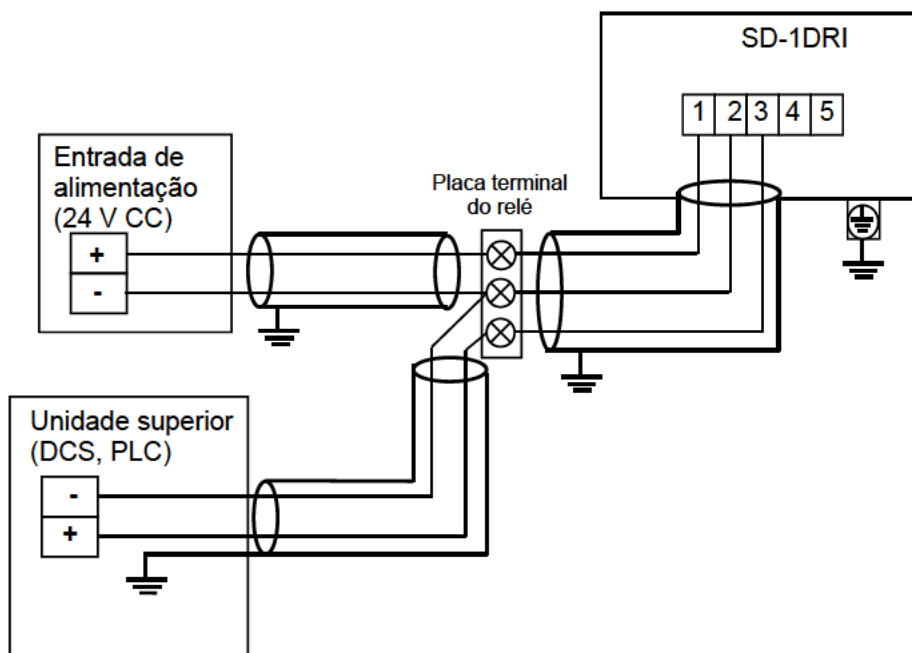 SD-1DRI
1 2 3 4 5
Entrada de
alimentação
(24 V CC)
+
-
Placa terminal
do relé
Unidade superior
(DCS, PLC)
-
+